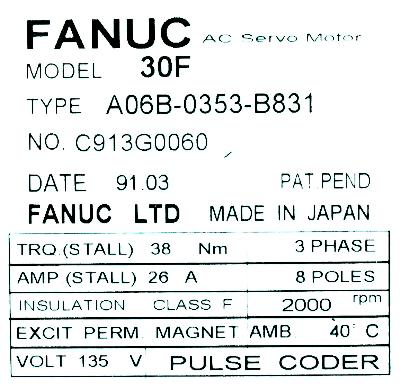 FANUC AC Servo Motor
MODEL 30F
TYPE A06B-0353-B831
NO. C913G0060
DATE 91.03 PAT.PEND
FANUC LTD MADE IN JAPAN
TRQ.(STALL) 38 Nm 3 PHASE
AMP (STALL) 26 A 8 POLES
INSULATION CLASS F 2000 rpm
EXCIT PERM. MAGNET AMB 40°C
VOLT 135 V PULSE CODER